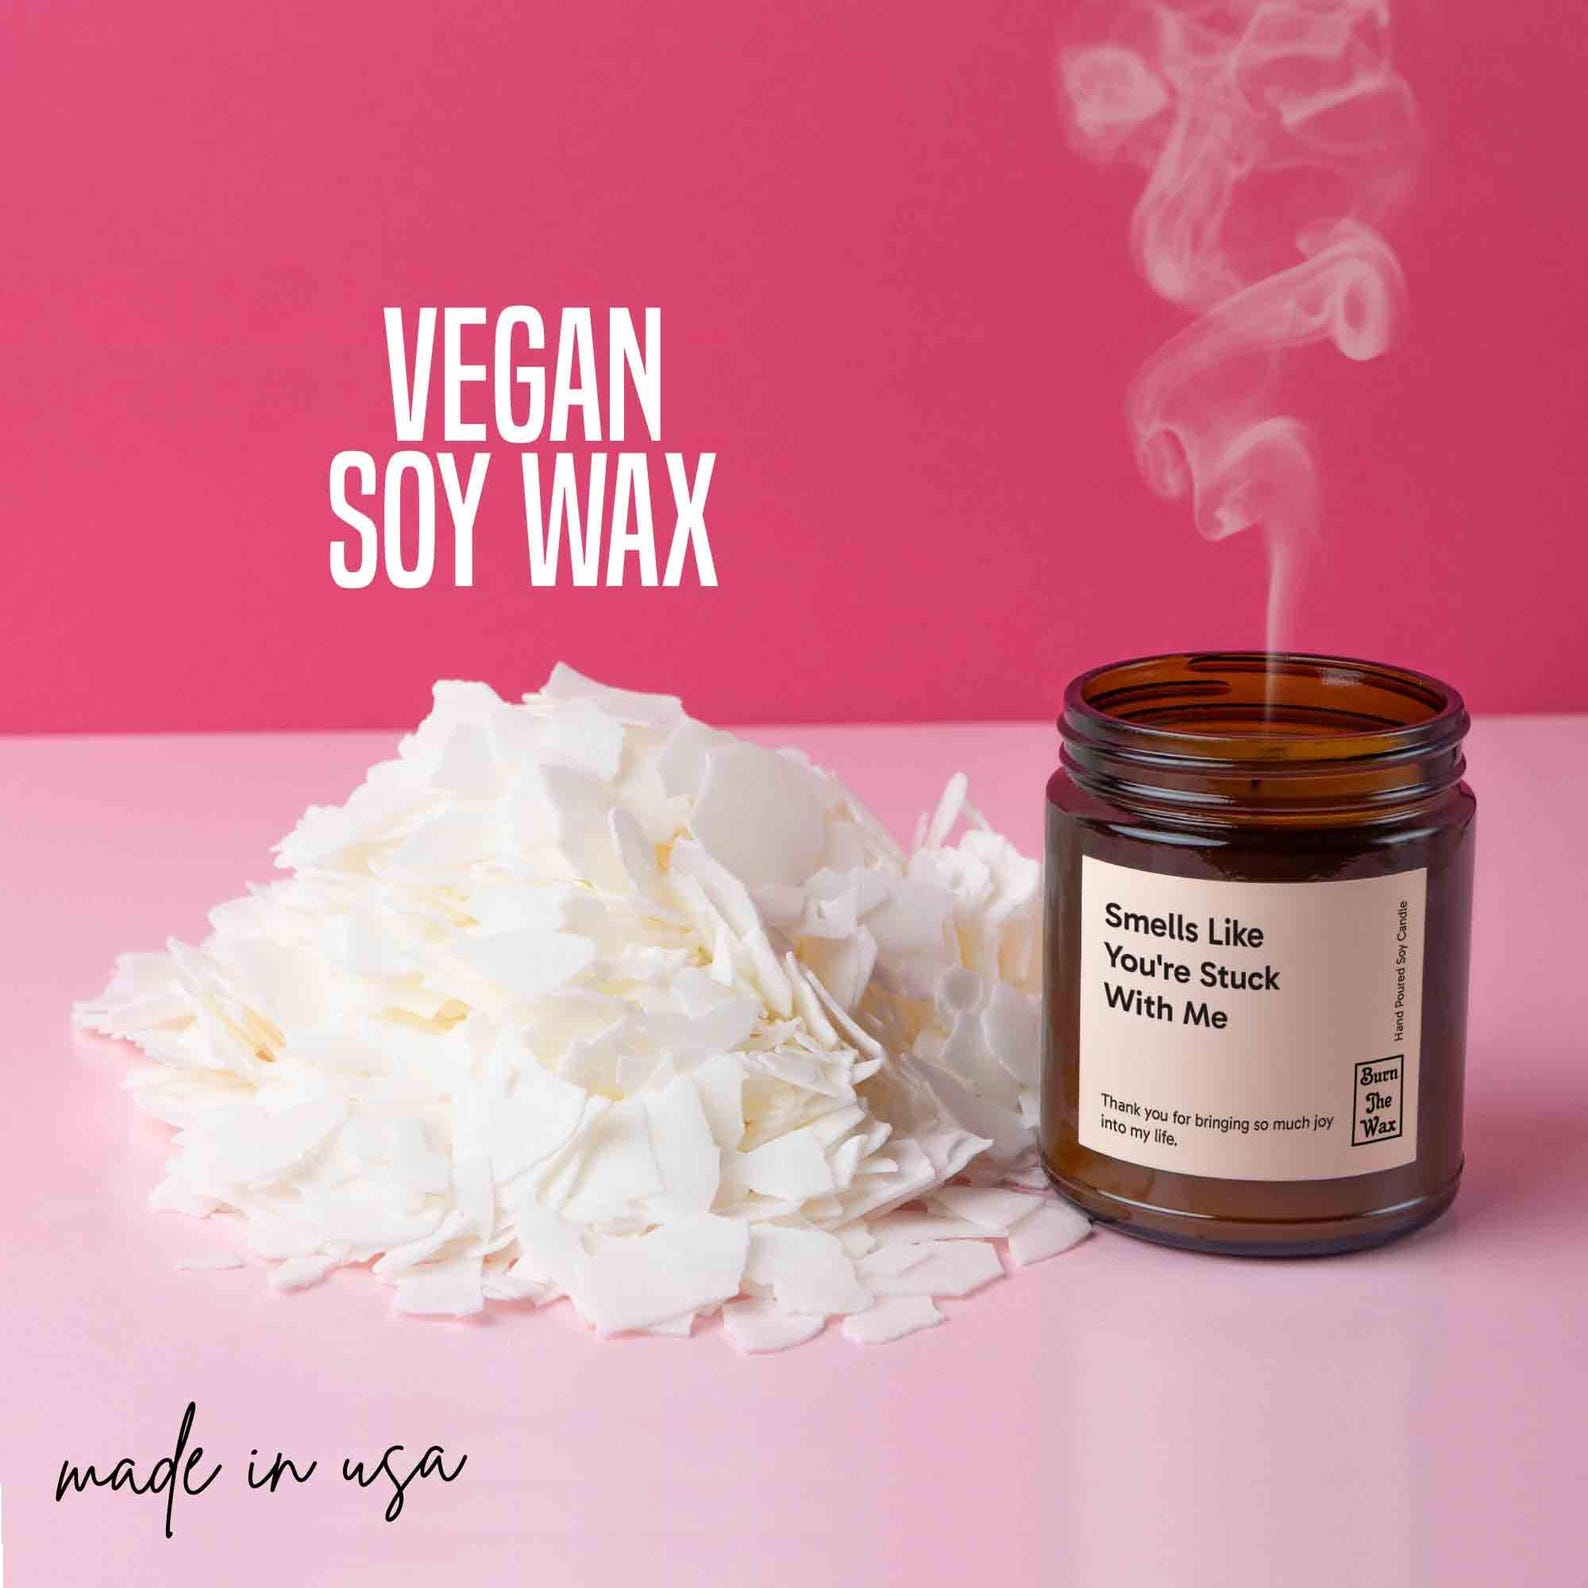 VEGAN
SOY WAX
Smells Like
You're Stuck
With Me
Hand Poured Soy Candle
Thank you for bringing so much joy
into my life.
Burn
The
Wax
made in usa